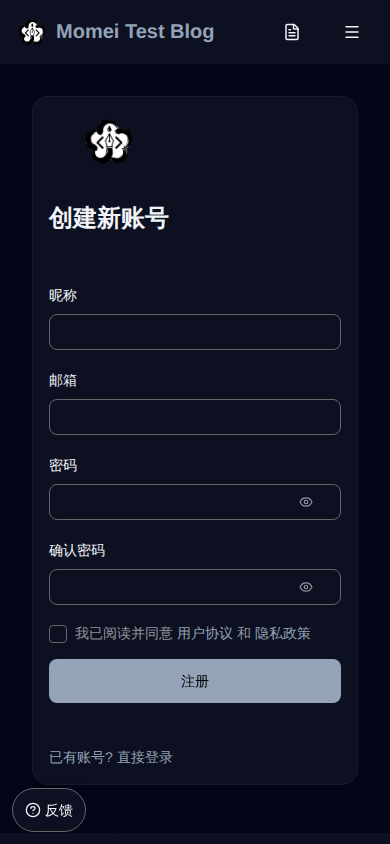 Momei Test Blog
创建新账号
昵称
邮箱
密码
确认密码
我已阅读并同意 用户协议 和 隐私政策
注册
已有账号? 直接登录
反馈